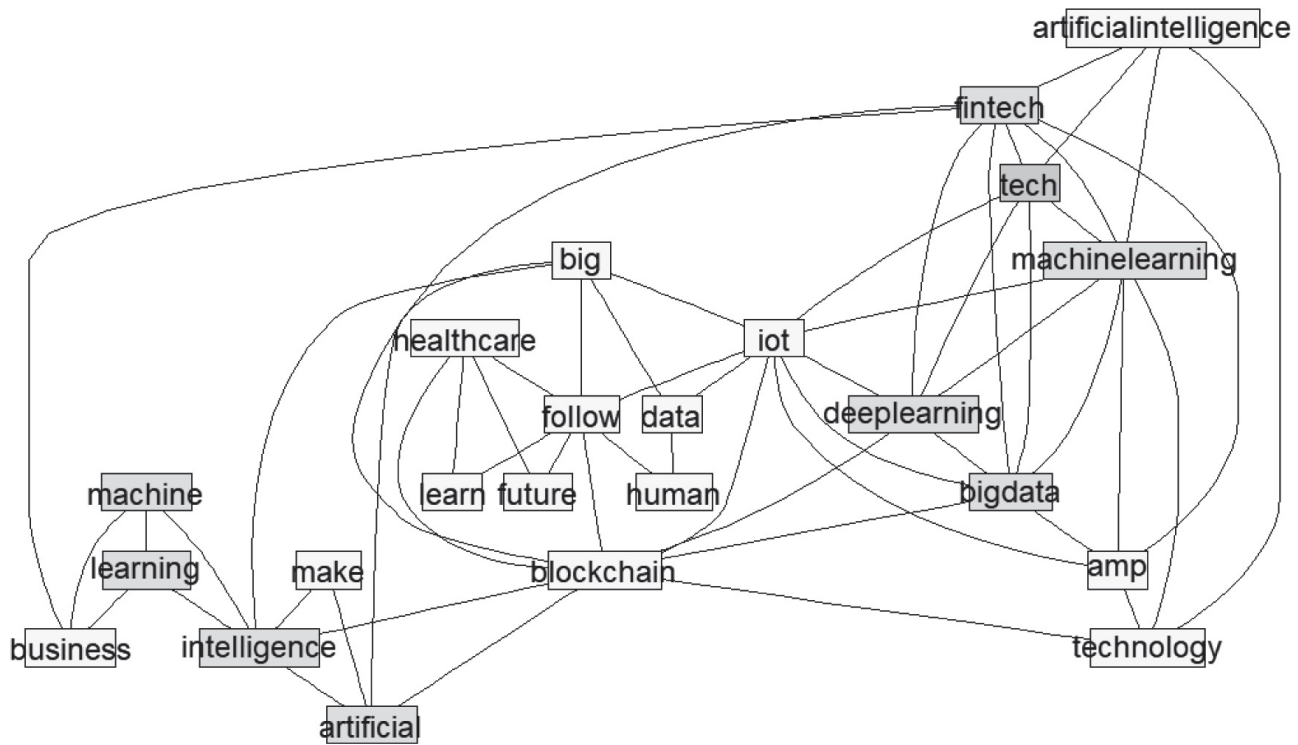 artificialintelligence
fintech
tech
big
machinelearning
healthcare
iot
follow
data
deeplearning
machine
learn
future
human
bigdata
learning
make
blockchain
amp
business
intelligence
technology
artificial